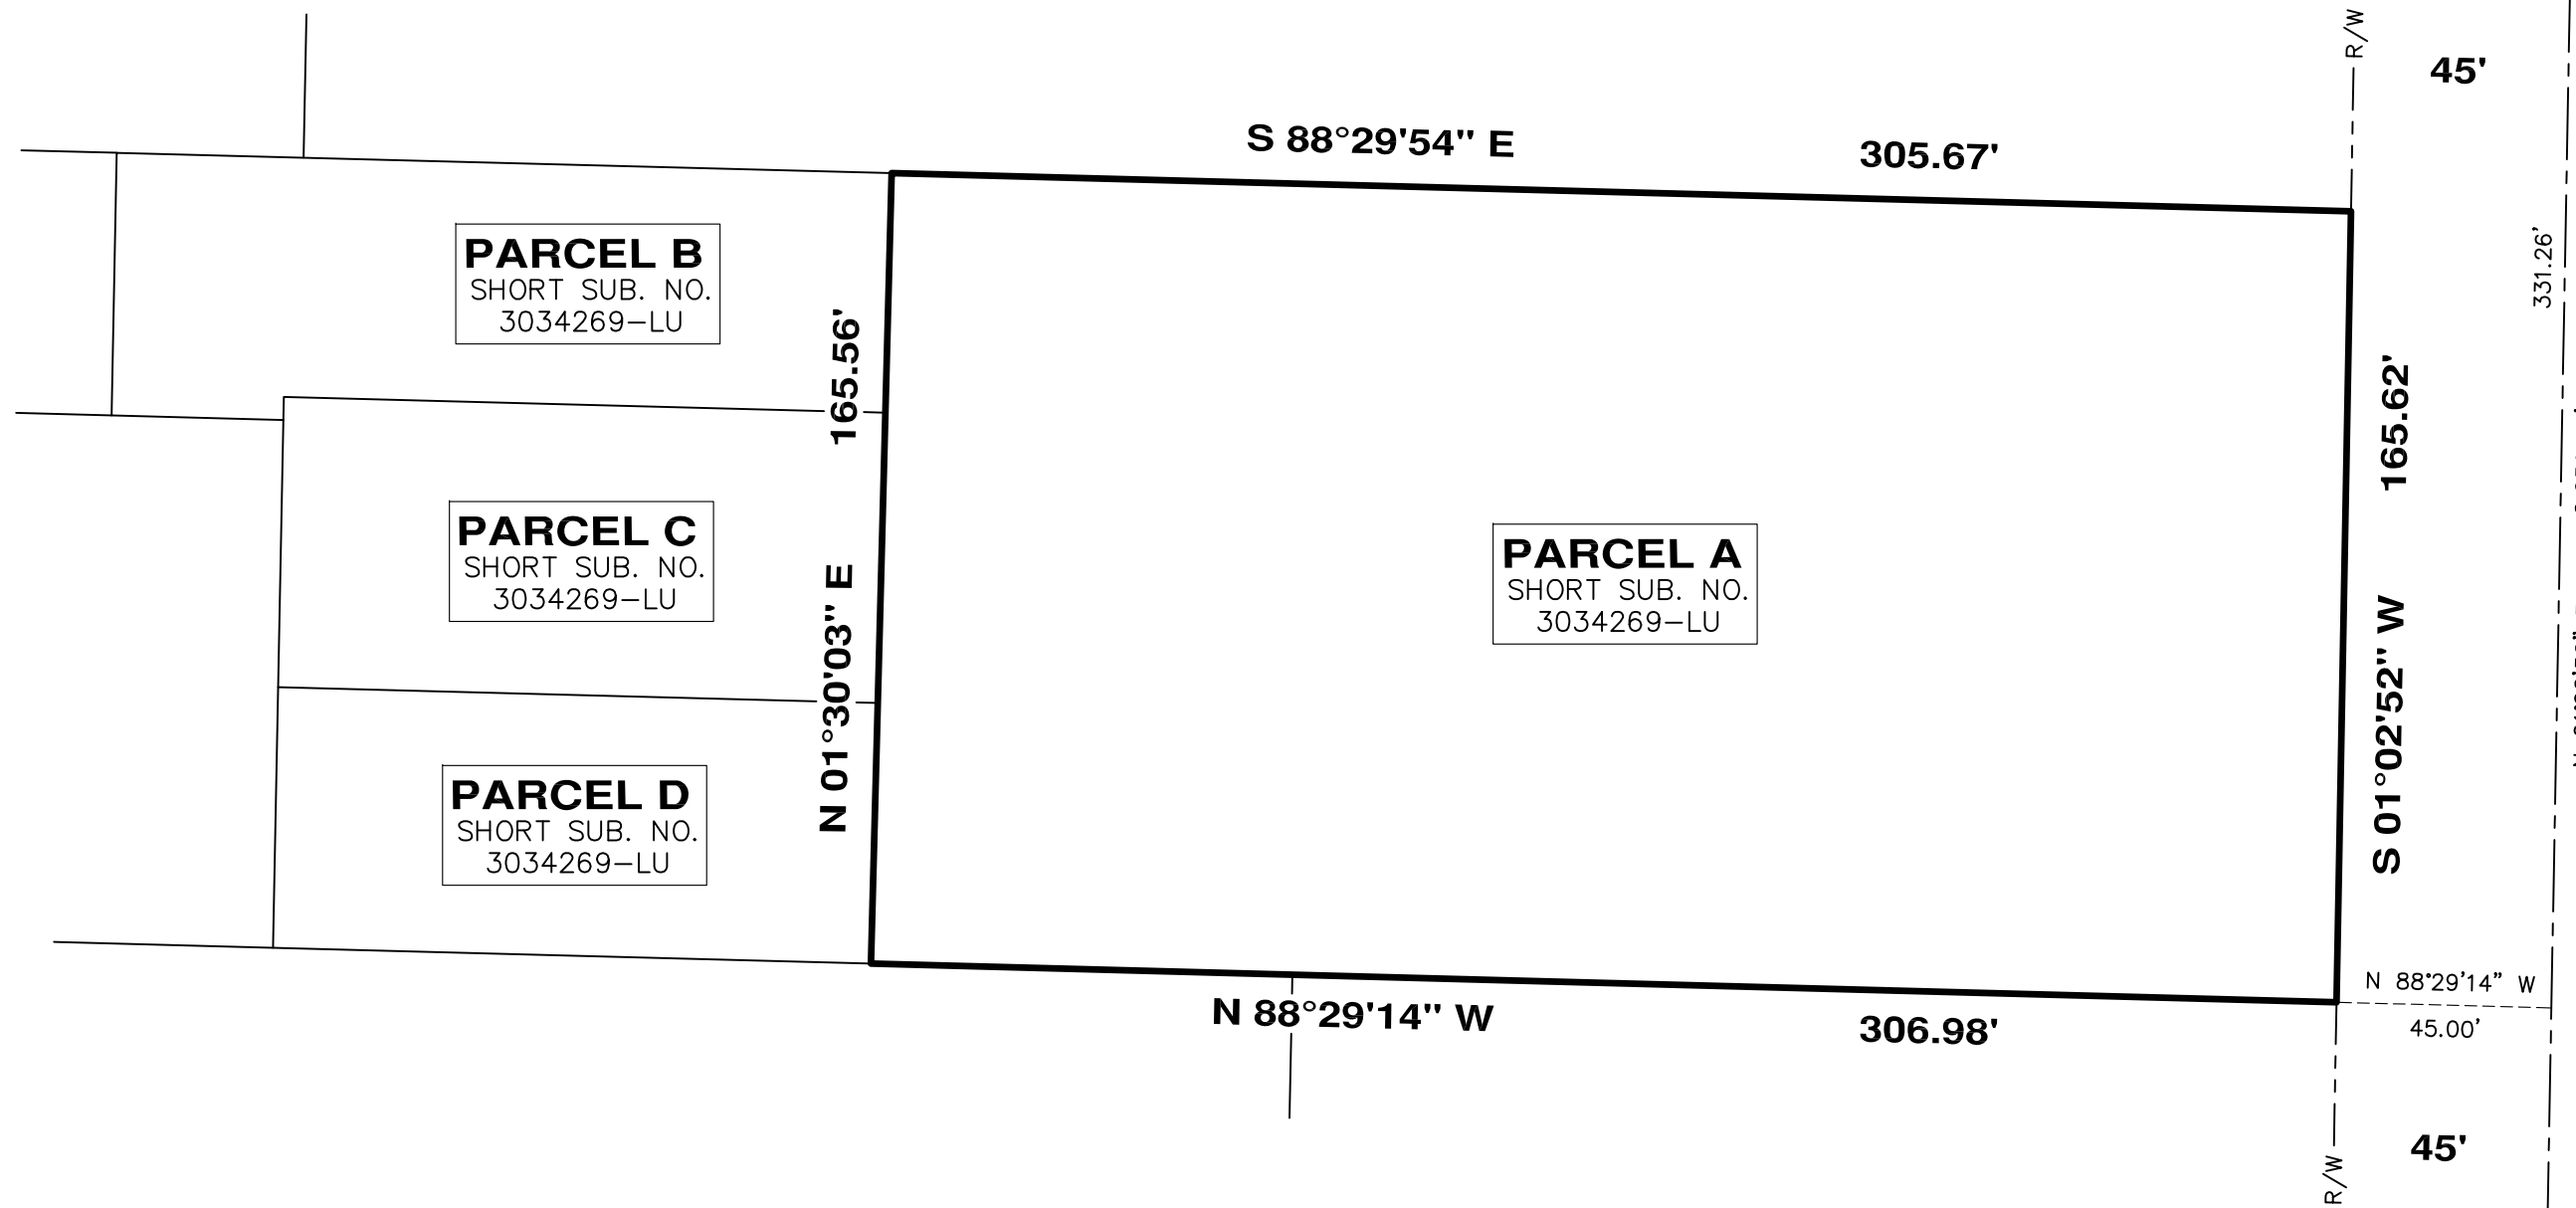 R/W
45'
S 88°29'54" E
305.67'
331.26'
PARCEL B
SHORT SUB. NO.
3034269-LU
165.56'
165.62'
PARCEL C
SHORT SUB. NO.
3034269-LU
PARCEL A
SHORT SUB. NO.
3034269-LU
N 01°30'03" E
S 01°02'52" W
PARCEL D
SHORT SUB. NO.
3034269-LU
N 88°29'14" W
45.00'
N 88°29'14" W
306.98'
45'
R/W